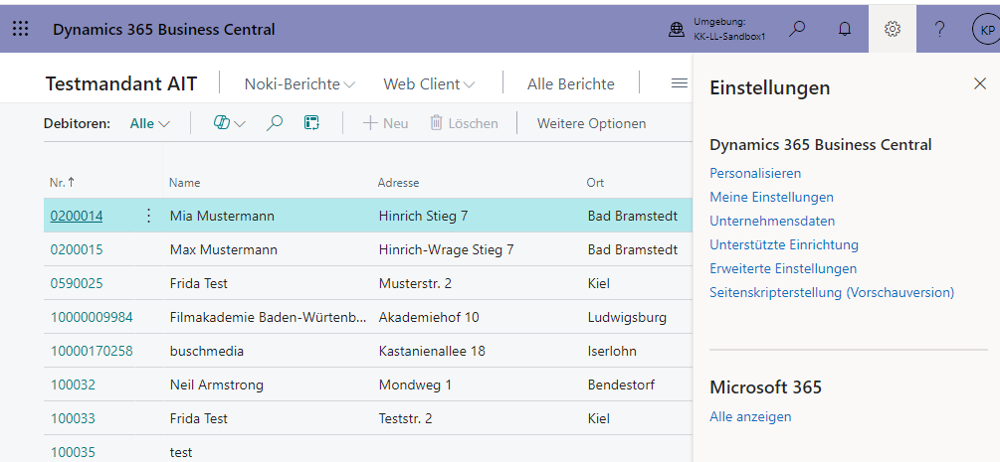 Dynamics 365 Business Central
Umgebung:
KK-LL-Sandbox1
?
KP
Testmandant AIT
Noki-Berichte
Web Client
Alle Berichte
Debitoren:
Alle
+ Neu
Löschen
Weitere Optionen
Nr. ↑ Name Adresse Ort
0200014 Mia Mustermann Hinrich Stieg 7 Bad Bramstedt
0200015 Max Mustermann Hinrich-Wrage Stieg 7 Bad Bramstedt
0590025 Frida Test Musterstr. 2 Kiel
10000009984 Filmakademie Baden-Würtenb... Akademiehof 10 Ludwigsburg
10000170258 buschmedia Kastanienallee 18 Iserlohn
100032 Neil Armstrong Mondweg 1 Bendestorf
100033 Frida Test Teststr. 2 Kiel
100035 test
Einstellungen
Dynamics 365 Business Central
Personalisieren
Meine Einstellungen
Unternehmensdaten
Unterstützte Einrichtung
Erweiterte Einstellungen
Seitenskripterstellung (Vorschauversion)
Microsoft 365
Alle anzeigen